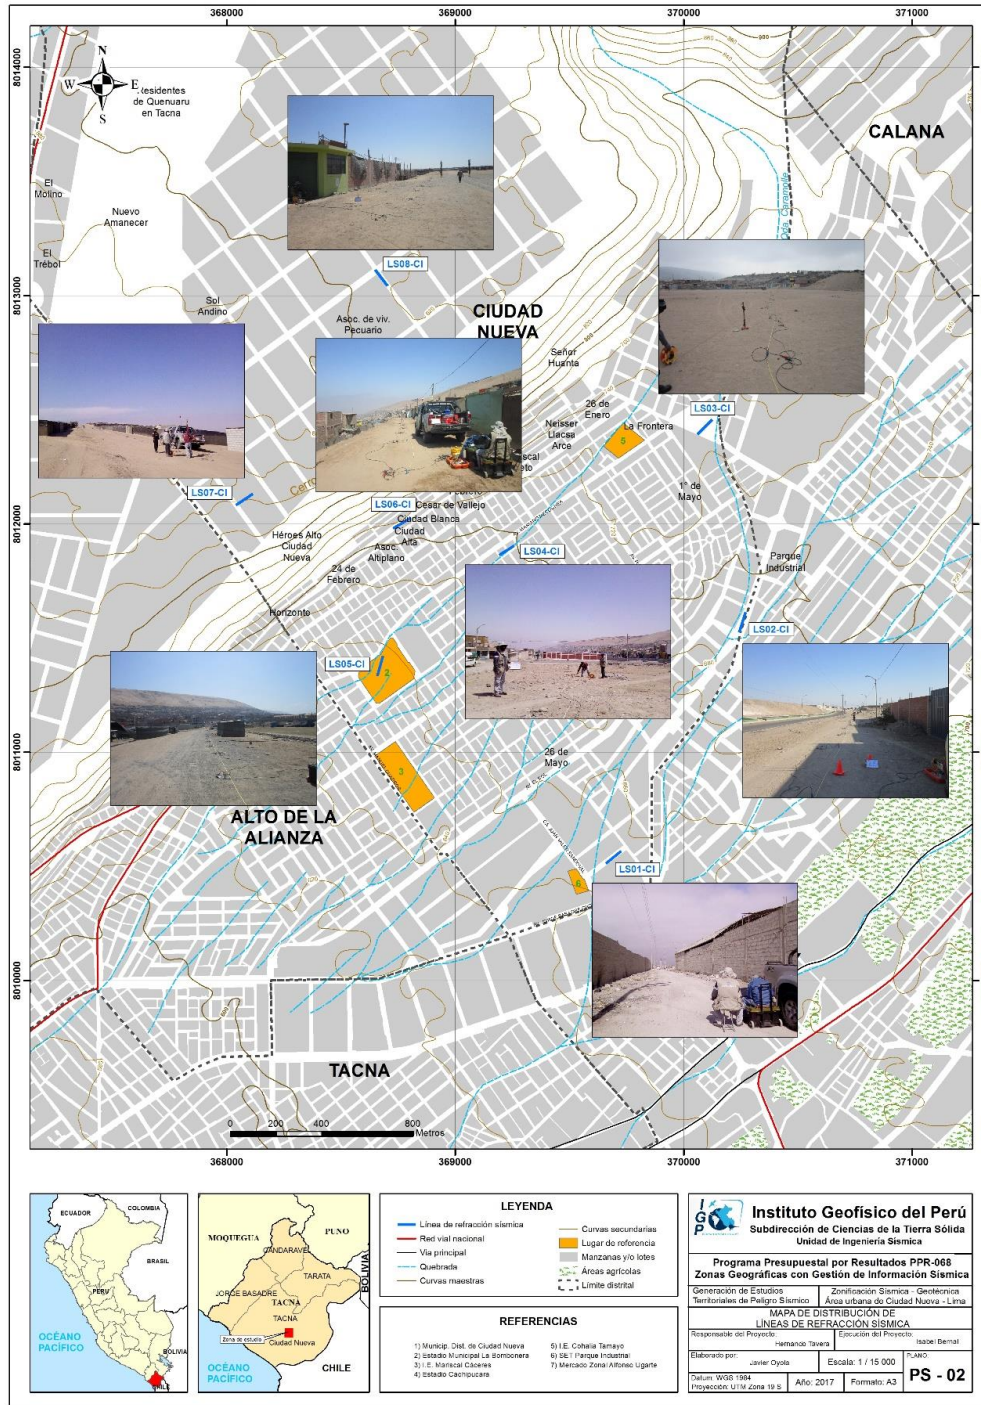 368000
369000
370000
371000
8014000
8013000
8012000
8011000
8010000
N
W
E
S
Residentes
de Quenuaru
en Tacna
CALANA
El
Molino
Nuevo
Amanecer
El
Trébol
Sol
Andino
LS08-CI
Asoc. de viv.
Pecuario
CIUDAD
NUEVA
Señor
Huanta
26 de
Enero
Neisser
Llacsa
Arce
La Frontera
5
LS03-CI
1° de
Mayo
LS07-CI
Cerro
LS06-CI
Cesar de Vallejo
Ciudad Blanca
Ciudad
Alta
Asoc.
Altiplano
Héroes Alto
Ciudad
Nueva
24 de
Febrero
Horizonte
LS04-CI
Parque
Industrial
LS02-CI
LS05-CI
2
3
26 de
Mayo
ALTO DE LA
ALIANZA
LS01-CI
6
TACNA
0
200
400
800
Metros
368000
369000
370000
371000
ECUADOR
COLOMBIA
BRASIL
PERU
OCÉANO
PACÍFICO
BOLIVIA
CHILE
MOQUEGUA
PUNO
CANDARAVE
TARATA
JORGE BASADRE
TACNA
TACNA
Zona de estudio
Ciudad Nueva
BOLIVIA
OCÉANO
PACÍFICO
CHILE
LEYENDA
Línea de refracción sísmica
Red vial nacional
Via principal
Quebrada
Curvas maestras
Curvas secundarias
Lugar de referencia
Manzanas y/o lotes
Áreas agrícolas
Límite distrital
REFERENCIAS
1) Municip. Dist. de Ciudad Nueva
2) Estadio Municipal La Bombonera
3) I.E. Mariscal Cáceres
4) Estadio Cachipucara
5) I.E. Cohalia Tamayo
6) SET Parque Industrial
7) Mercado Zonal Alfonso Ugarte
IGP
Instituto Geofísico del Perú
Subdirección de Ciencias de la Tierra Sólida
Unidad de Ingeniería Sísmica
Programa Presupuestal por Resultados PPR-068
Zonas Geográficas con Gestión de Información Sísmica
Generación de Estudios
Territoriales de Peligro Sísmico
Zonificación Sísmica - Geotécnica
Área urbana de Ciudad Nueva - Lima
MAPA DE DISTRIBUCIÓN DE
LÍNEAS DE REFRACCIÓN SÍSMICA
Responsable del Proyecto:
Hernando Tavera
Ejecución del Proyecto:
Isabel Bernal
Elaborado por:
Javier Oyola
Escala: 1 / 15 000
PLANO:
PS - 02
Datum: WGS 1984
Proyección: UTM Zona 19 S
Año: 2017
Formato: A3